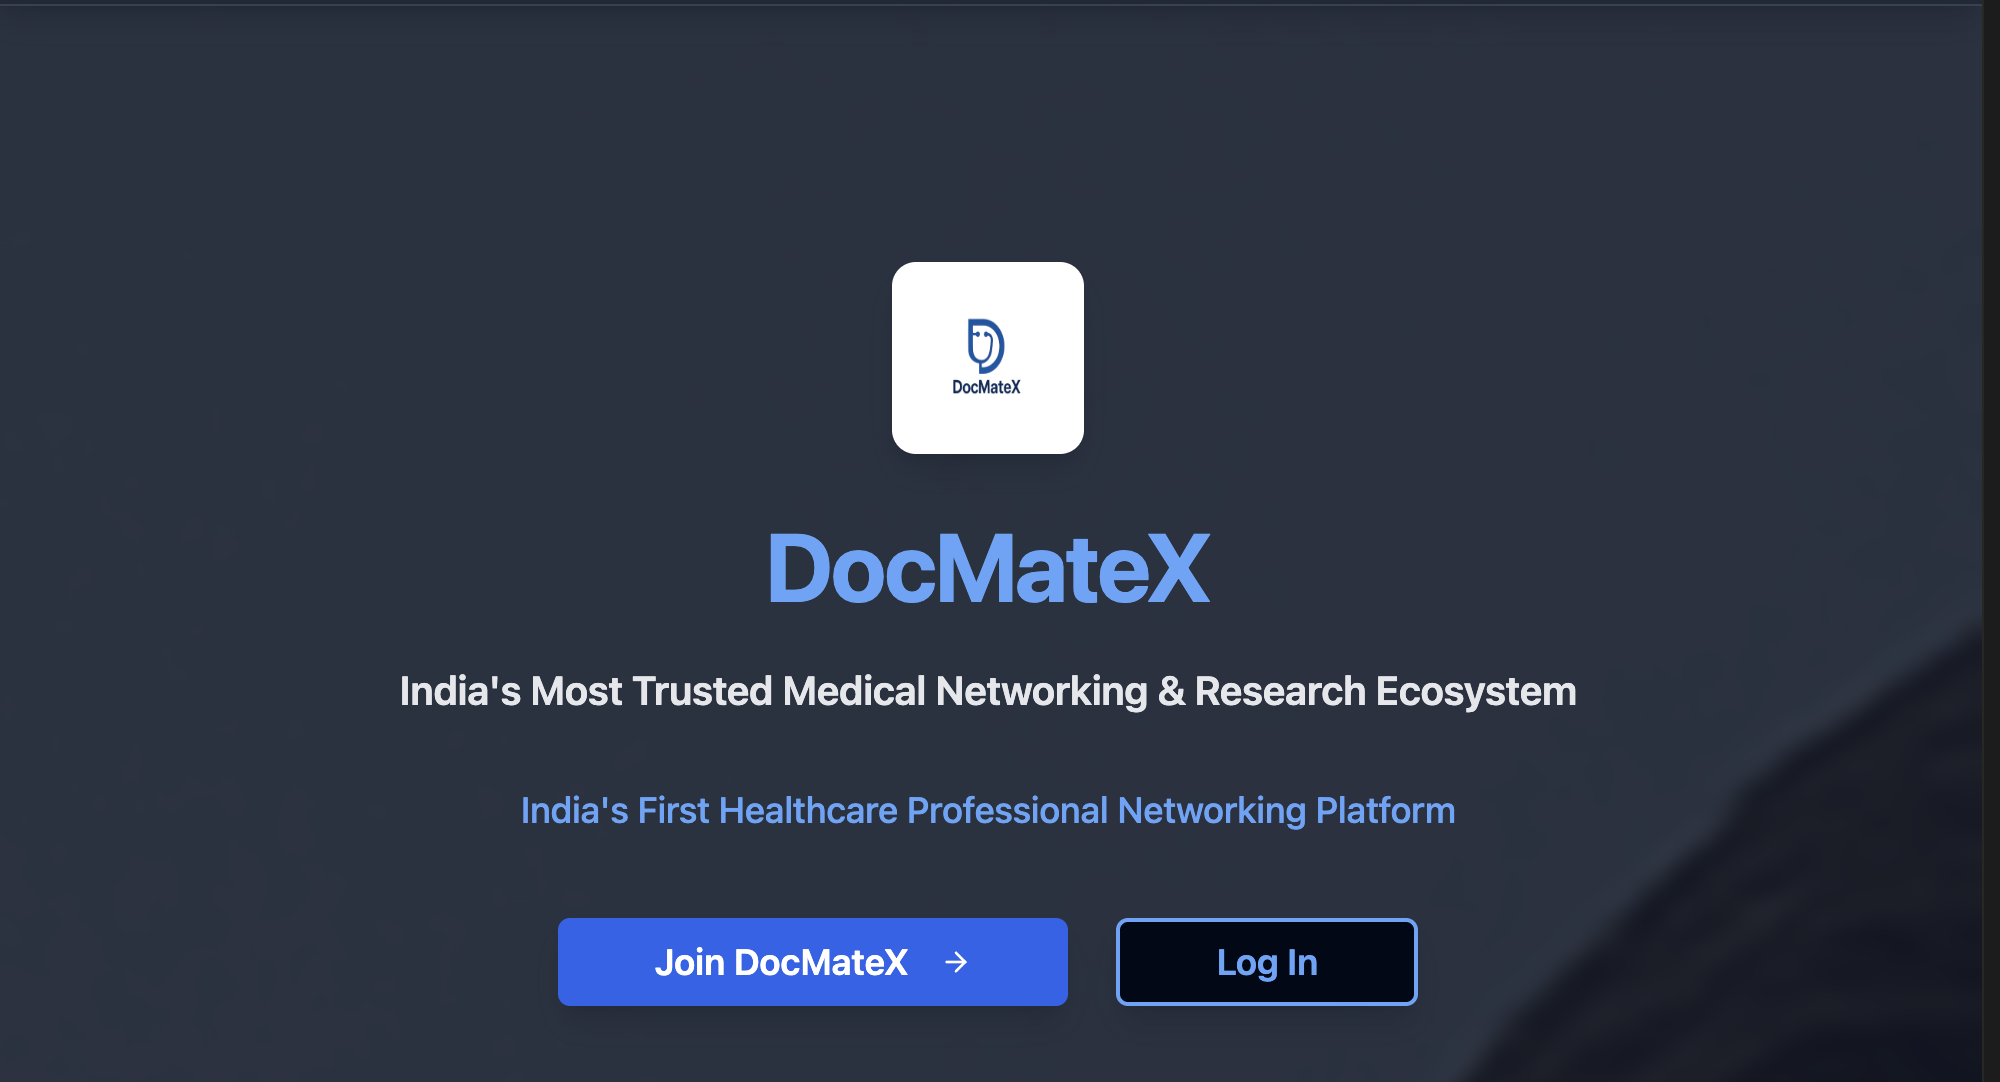 DocMateX
DocMateX
India's Most Trusted Medical Networking & Research Ecosystem
India's First Healthcare Professional Networking Platform
Join DocMateX →
Log In